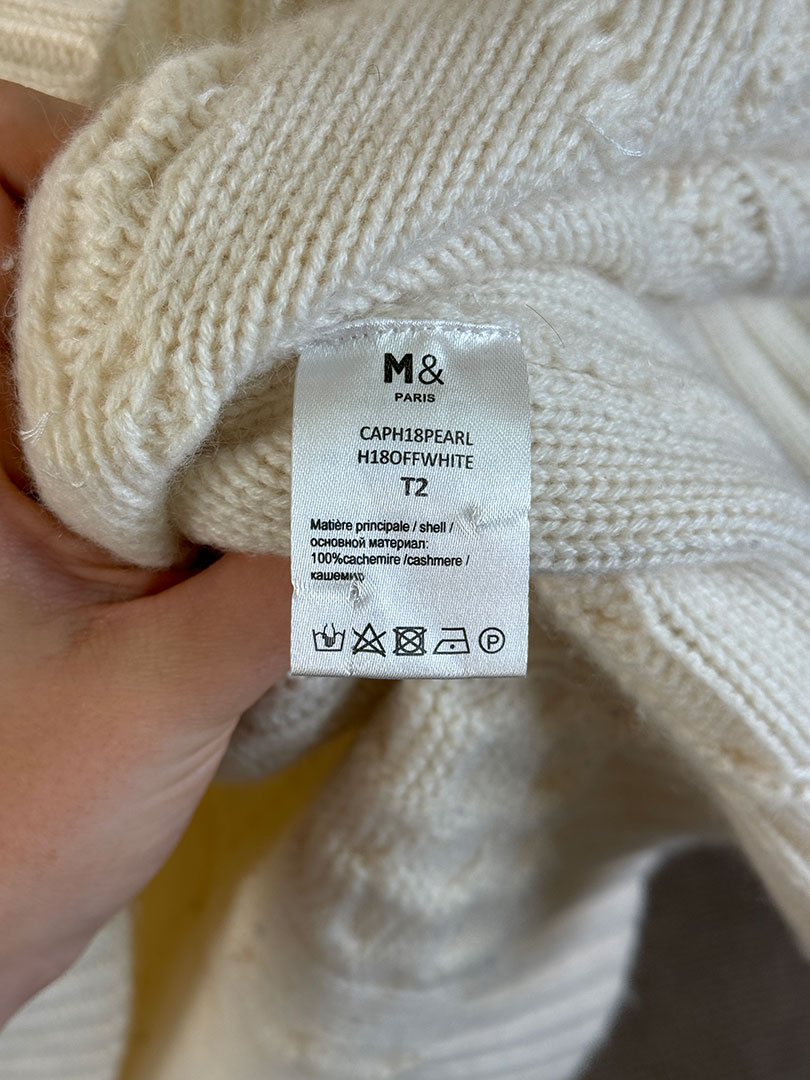 M&
PARIS
CAPH18PEARL
H18OFFWHITE
T2
Matière principale / shell /
основной материал:
100%cachemire /cashmere /
кашемир
P